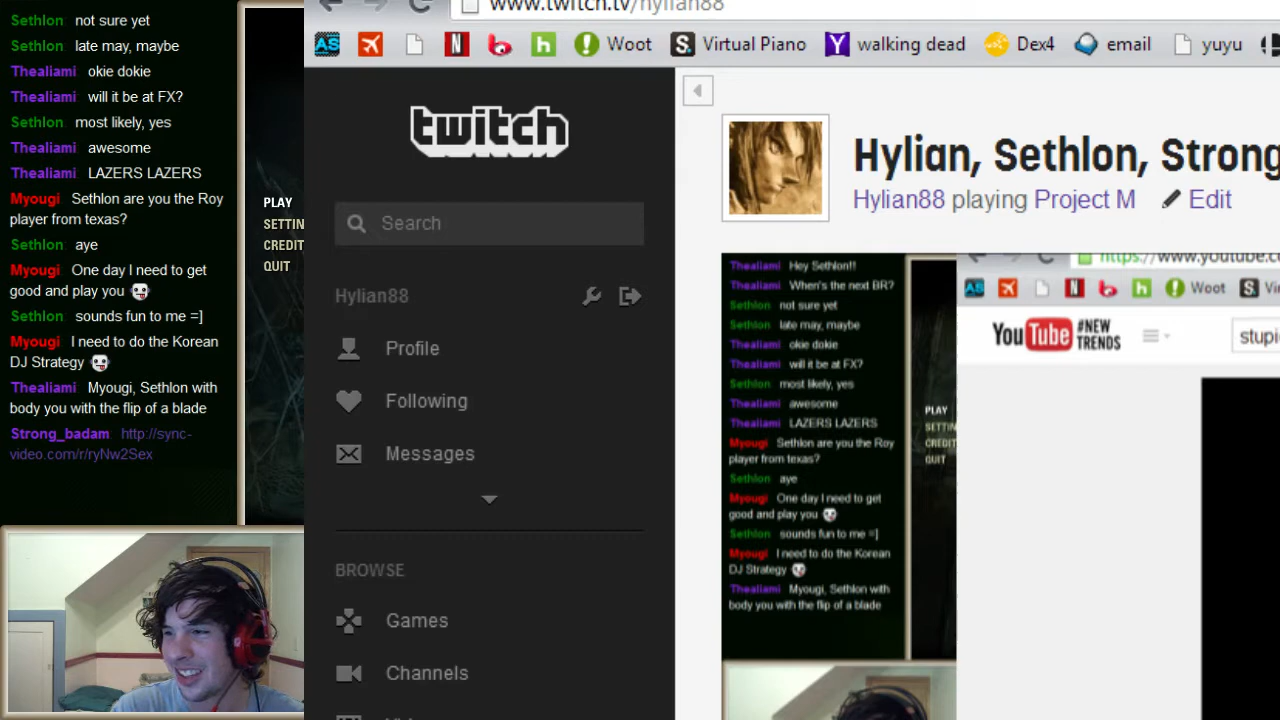 Sethlon not sure yet
Sethlon late may, maybe
Thealiami okie dokie
Thealiami will it be at FX?
Sethlon most likely, yes
Thealiami awesome
Thealiami LAZERS LAZERS
Myougi Sethlon are you the Roy
player from texas?
Sethlon aye
Myougi One day I need to get
good and play you
Sethlon sounds fun to me =]
Myougi I need to do the Korean
DJ Strategy
Thealiami Myougi, Sethlon with
body you with the flip of a blade
Strong_badam http://sync-
video.com/r/ryNw2Sex
PLAY
SETTIN
CREDIT
QUIT
www.twitch.tv/hylian88
AS N b h Woot S. Virtual Piano Y walking dead Dex4 email yuyu
twitch
Search
Hylian88
Profile
Following
Messages
BROWSE
Games
Channels
Hylian, Sethlon, Strong
Hylian88 playing Project M Edit
Thealiami Hey Sethlon!!
Thealiami When's the next BR?
Sethlon not sure yet
Sethlon late may, maybe
Thealiami okie dokie
Thealiami will it be at FX?
Sethlon most likely, yes
Thealiami awesome
Thealiami LAZERS LAZERS
Myougi Sethlon are you the Roy
player from texas?
Sethlon aye
Myougi One day I need to get
good and play you
Sethlon sounds fun to me =]
Myougi I need to do the Korean
DJ Strategy
Thealiami Myougi, Sethlon with
body you with the flip of a blade
PLAY
SETTIN
CREDIT
QUIT
https://www.youtube.c
AS N b h Woot S. Vi
YouTube #NEW
TRENDS
stupi